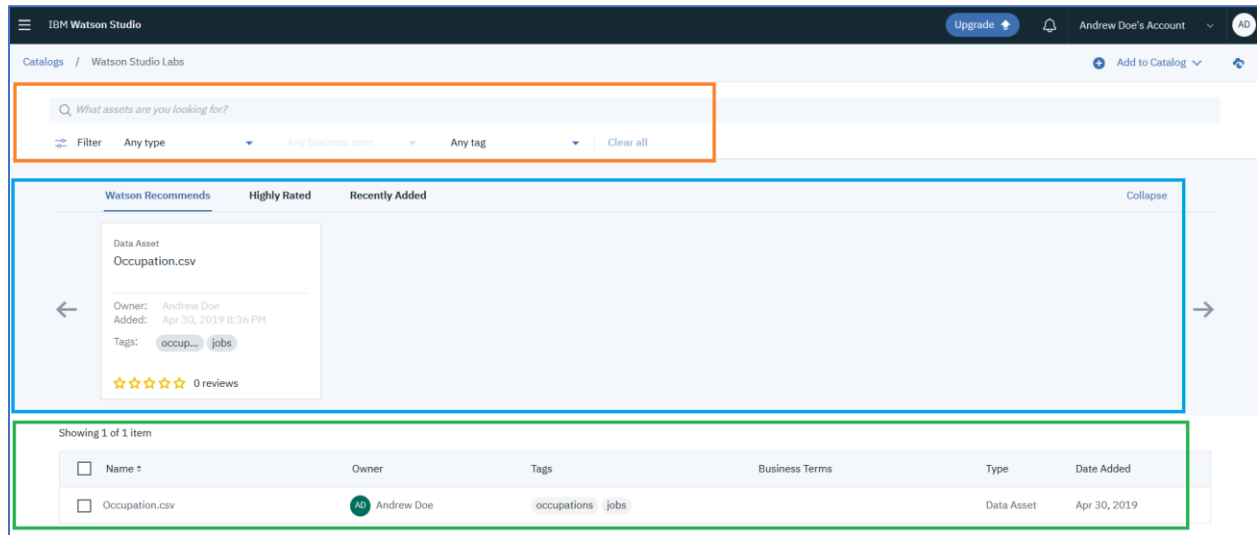 IBM Watson Studio Upgrade Andrew Doe's Account AD
Catalogs / Watson Studio Labs Add to Catalog
What assets are you looking for?
Filter Any type Any business term Any tag Clear all
Watson Recommends Highly Rated Recently Added Collapse
Data Asset
Occupation.csv
Owner: Andrew Doe
Added: Apr 30, 2019 8:36 PM
Tags: occup... jobs
0 reviews
Showing 1 of 1 item
Name Owner Tags Business Terms Type Date Added
Occupation.csv AD Andrew Doe occupations jobs Data Asset Apr 30, 2019